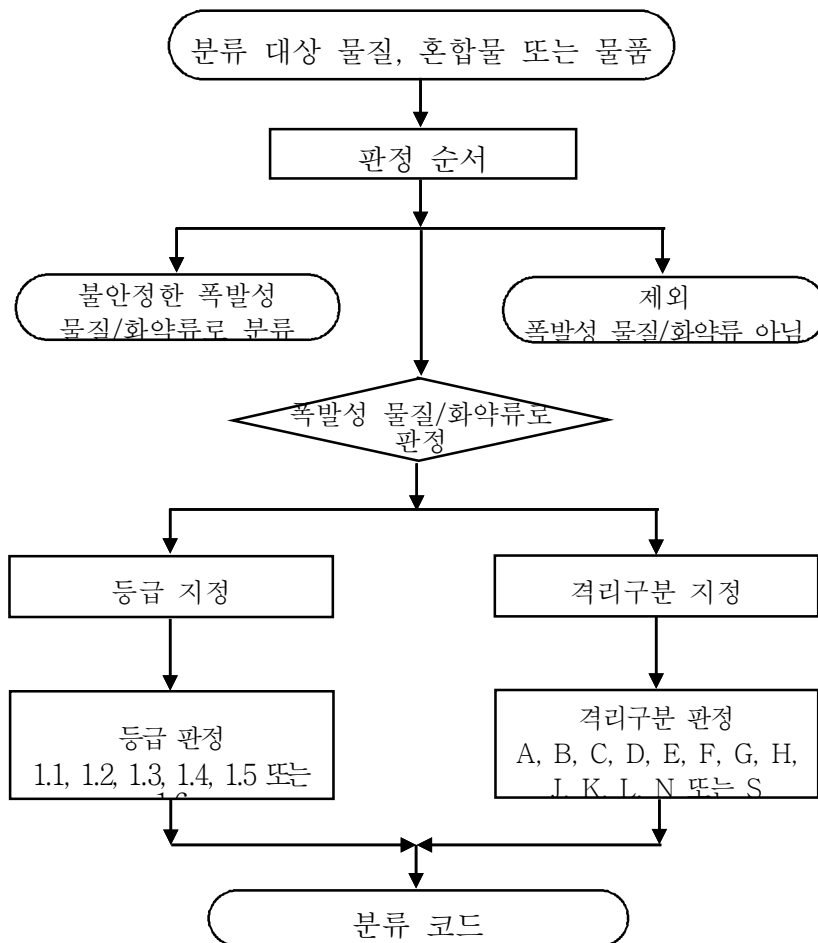 분류 대상 물질, 혼합물 또는 물품
판정 순서
불안정한 폭발성
물질/화약류로 분류
제외
폭발성 물질/화약류 아님
폭발성 물질/화약류로
판정
등급 지정
격리구분 지정
등급 판정
1.1, 1.2, 1.3, 1.4, 1.5 또는
격리구분 판정
A, B, C, D, E, F, G, H,
J, K, L, N 또는 S
분류 코드